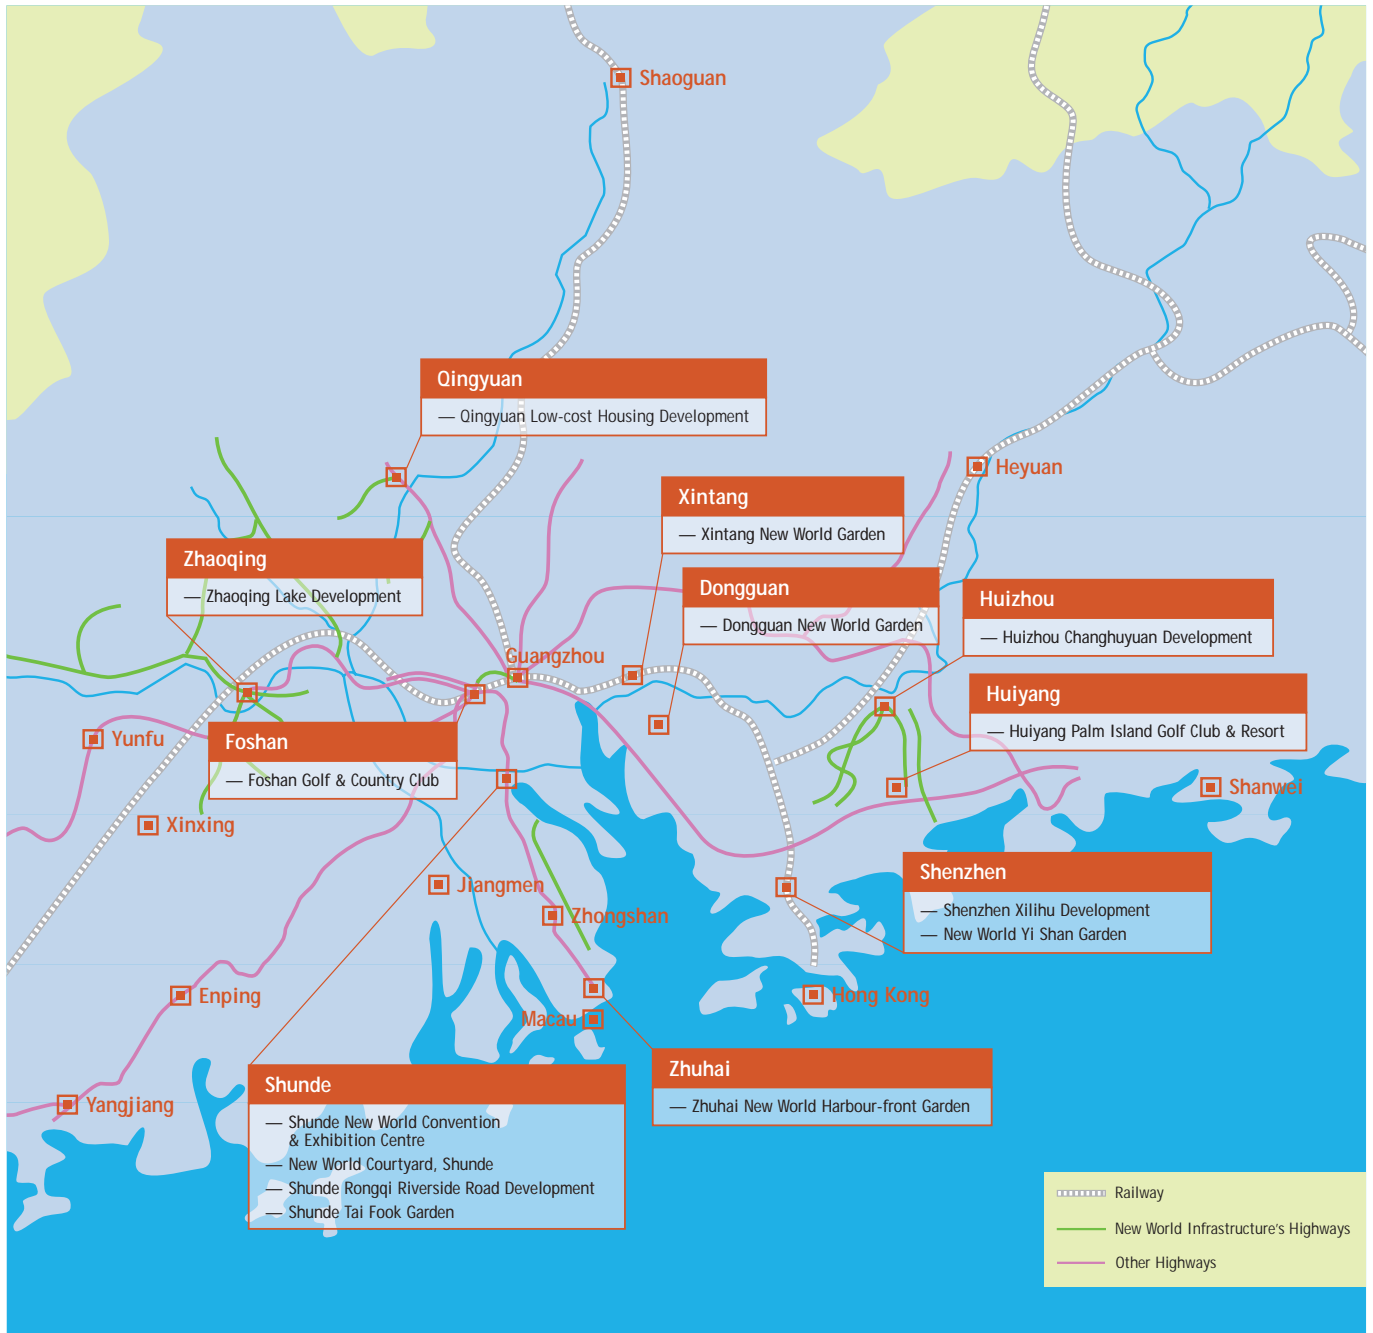 Shaoguan
Qingyuan
— Qingyuan Low-cost Housing Development
Heyuan
Xintang
— Xintang New World Garden
Zhaoqing
— Zhaoqing Lake Development
Dongguan
— Dongguan New World Garden
Huizhou
— Huizhou Changhuyuan Development
Guangzhou
Huiyang
— Huiyang Palm Island Golf Club & Resort
Yunfu
Foshan
— Foshan Golf & Country Club
Shanwei
Xinxing
Jiangmen
Shenzhen
— Shenzhen Xilihu Development
— New World Yi Shan Garden
Zhongshan
Enping
Hong Kong
Macau
Zhuhai
— Zhuhai New World Harbour-front Garden
Yangjiang
Shunde
— Shunde New World Convention
& Exhibition Centre
— New World Courtyard, Shunde
— Shunde Rongqi Riverside Road Development
— Shunde Tai Fook Garden
Railway
New World Infrastructure's Highways
Other Highways